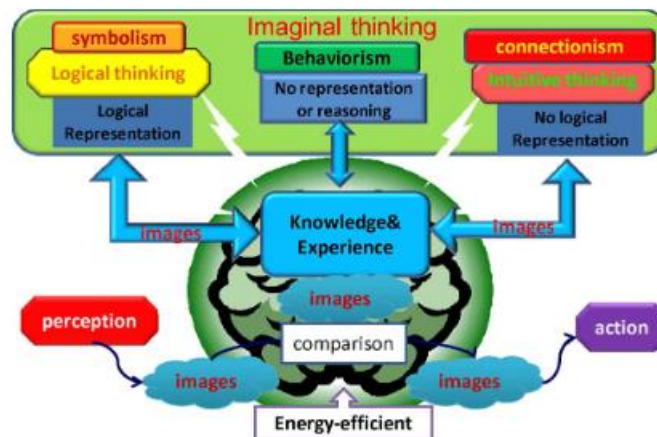 Imaginal thinking
symbolism
Logical thinking
Logical
Representation
Behaviorism
No representation
or reasoning
connectionism
Intuitive thinking
No logical
Representation
images
Knowledge&
Experience
images
images
perception
comparison
action
images
images
Energy-efficient